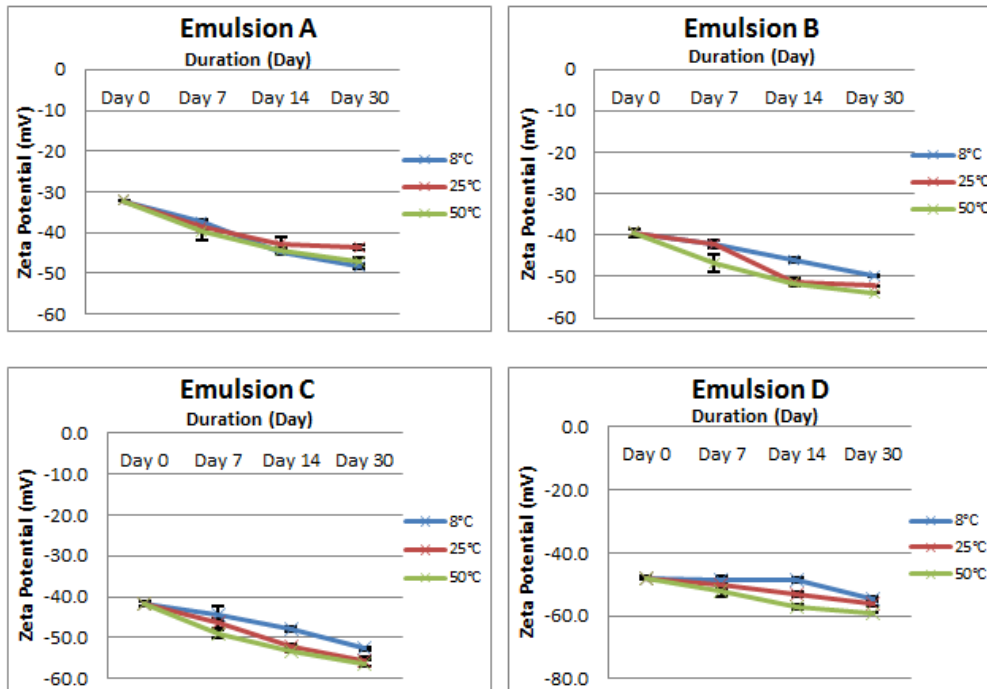 Emulsion A
Duration (Day)
0
Day 0 Day 7 Day 14 Day 30
-10
-20
-30
-40
-50
-60
Zeta Potential (mV)
8°C
25°C
50°C
Emulsion B
Duration (Day)
0
Day 0 Day 7 Day 14 Day 30
-10
-20
-30
-40
-50
-60
Zeta Potential (mV)
8°C
25°C
50°C
Emulsion C
Duration (Day)
0.0
Day 0 Day 7 Day 14 Day 30
-10.0
-20.0
-30.0
-40.0
-50.0
-60.0
Zeta Potential (mV)
8°C
25°C
50°C
Emulsion D
Duration (Day)
0.0
Day 0 Day 7 Day 14 Day 30
-20.0
-40.0
-60.0
-80.0
Zeta Potential (mV)
8°C
25°C
50°C